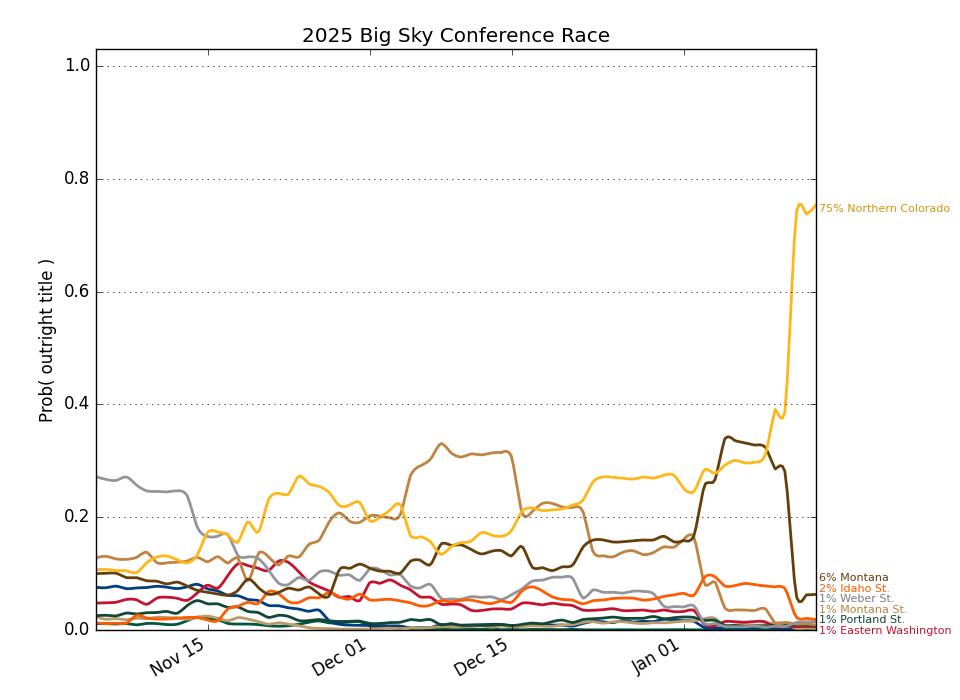 2025 Big Sky Conference Race
1.0
0.8
0.6
0.4
0.2
0.0
Prob( outright title )
Nov 15
Dec 01
Dec 15
Jan 01
75% Northern Colorado
6% Montana
2% Idaho St.
1% Weber St.
1% Montana St.
1% Portland St.
1% Eastern Washington